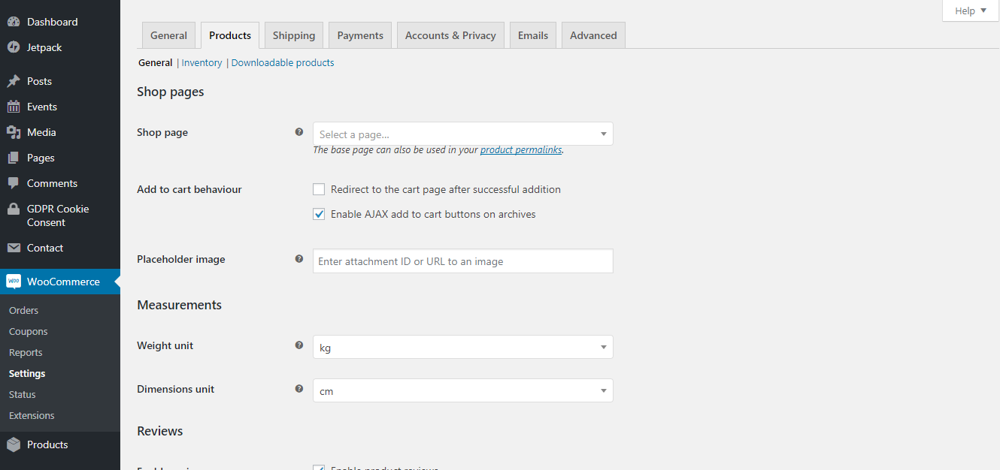 Help
Dashboard
Jetpack
Posts
Events
Media
Pages
Comments
GDPR Cookie
Consent
Contact
woo WooCommerce
Orders
Coupons
Reports
Settings
Status
Extensions
Products
General Products Shipping Payments Accounts & Privacy Emails Advanced
General | Inventory | Downloadable products
Shop pages
Shop page ? Select a page...
The base page can also be used in your product permalinks.
Add to cart behaviour Redirect to the cart page after successful addition
Enable AJAX add to cart buttons on archives
Placeholder image ? Enter attachment ID or URL to an image
Measurements
Weight unit ? kg
Dimensions unit ? cm
Reviews
Enable product reviews